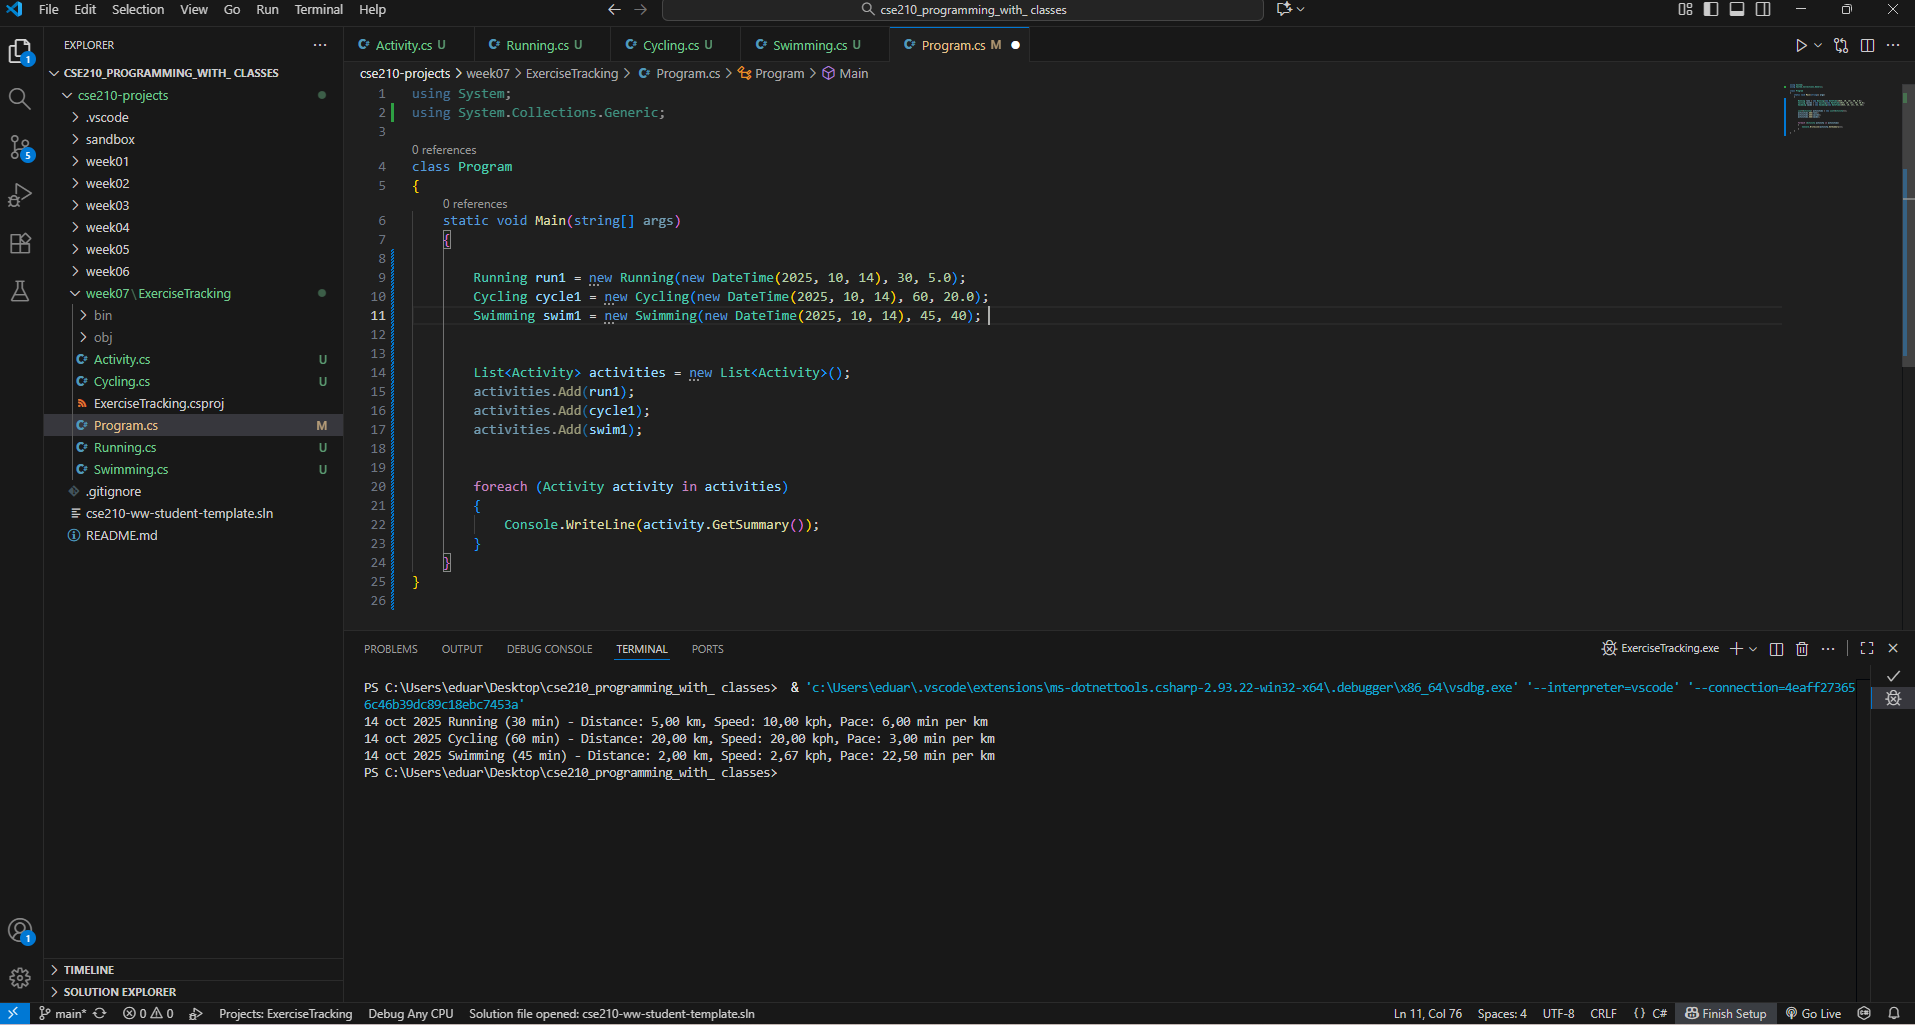 File Edit Selection View Go Run Terminal Help
cse210_programming_with_ classes
EXPLORER
CSE210_PROGRAMMING_WITH_ CLASSES
cse210-projects
.vscode
sandbox
week01
week02
week03
week04
week05
week06
week07\ExerciseTracking
bin
obj
Activity.cs U
Cycling.cs U
ExerciseTracking.csproj
Program.cs M
Running.cs U
Swimming.cs U
.gitignore
cse210-ww-student-template.sln
README.md
TIMELINE
SOLUTION EXPLORER
1
5
1
Activity.cs U Running.cs U Cycling.cs U Swimming.cs U Program.cs M
cse210-projects > week07 > ExerciseTracking > Program.cs > Program > Main
1 using System;
2 using System.Collections.Generic;
3
0 references
4 class Program
5 {
0 references
6 static void Main(string[] args)
7 {
8
9 Running run1 = new Running(new DateTime(2025, 10, 14), 30, 5.0);
10 Cycling cycle1 = new Cycling(new DateTime(2025, 10, 14), 60, 20.0);
11 Swimming swim1 = new Swimming(new DateTime(2025, 10, 14), 45, 40);
12
13
14 List<Activity> activities = new List<Activity>();
15 activities.Add(run1);
16 activities.Add(cycle1);
17 activities.Add(swim1);
18
19
20 foreach (Activity activity in activities)
21 {
22 Console.WriteLine(activity.GetSummary());
23 }
24 }
25 }
26
PROBLEMS OUTPUT DEBUG CONSOLE TERMINAL PORTS
ExerciseTracking.exe
PS C:\Users\eduar\Desktop\cse210_programming_with_ classes> & 'c:\Users\eduar\.vscode\extensions\ms-dotnettools.csharp-2.93.22-win32-x64\.debugger\x86_64\vsdbg.exe' '--interpreter=vscode' '--connection=4eaff27365
6c46b39dc89c18ebc7453a'
14 oct 2025 Running (30 min) - Distance: 5,00 km, Speed: 10,00 kph, Pace: 6,00 min per km
14 oct 2025 Cycling (60 min) - Distance: 20,00 km, Speed: 20,00 kph, Pace: 3,00 min per km
14 oct 2025 Swimming (45 min) - Distance: 2,00 km, Speed: 2,67 kph, Pace: 22,50 min per km
PS C:\Users\eduar\Desktop\cse210_programming_with_ classes>
main* 0 0 Projects: ExerciseTracking Debug Any CPU Solution file opened: cse210-ww-student-template.sln
Ln 11, Col 76 Spaces: 4 UTF-8 CRLF {} C# Finish Setup Go Live